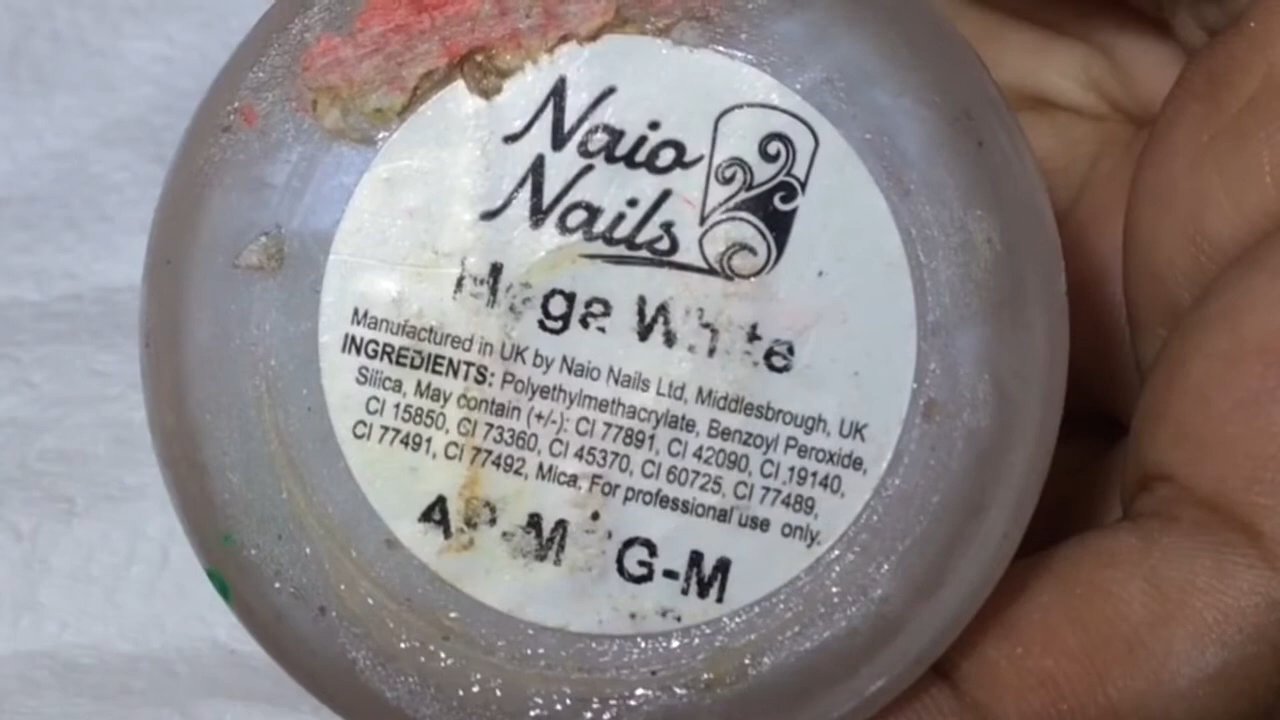 Naio
Nails
Mega White
Manufactured in UK by Naio Nails Ltd, Middlesbrough, UK
INGREDIENTS: Polyethylmethacrylate, Benzoyl Peroxide,
Silica, May contain (+/-): CI 77891, CI 42090, CI 19140,
CI 15850, CI 73360, CI 45370, CI 60725, CI 77489,
CI 77491, CI 77492, Mica, For professional use only.
G-M